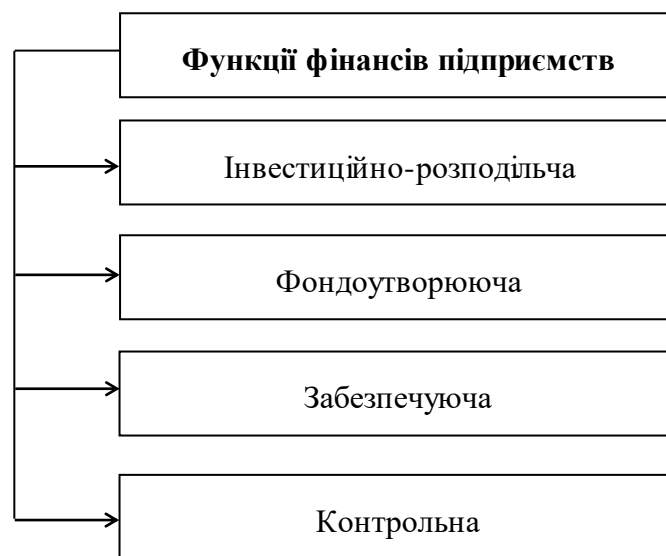 Функції фінансів підприємств
Інвестиційно-розподільча
Фондоутворююча
Забезпечуюча
Контрольна